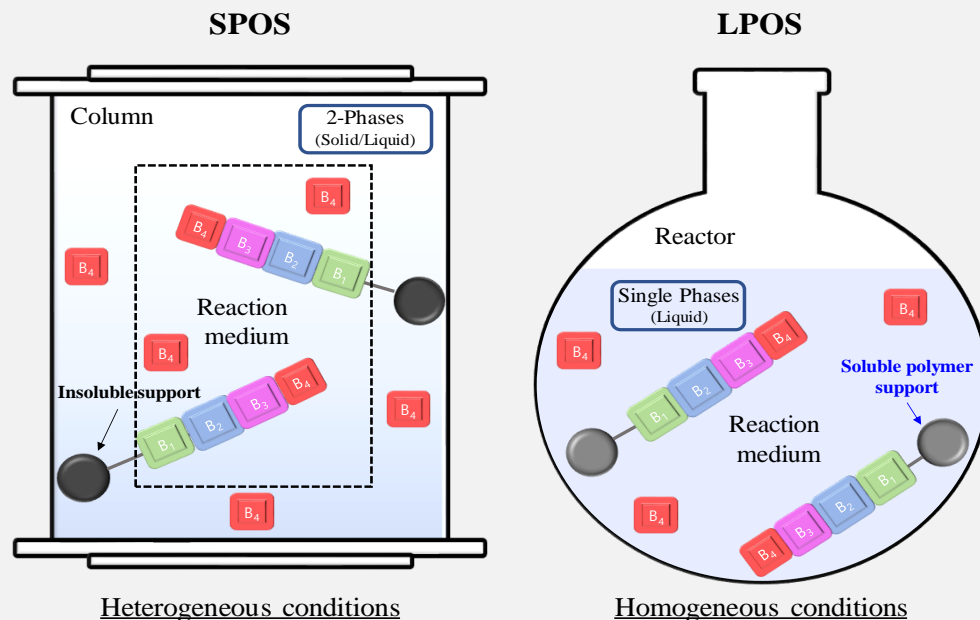 SPOS
Column
2-Phases
(Solid/Liquid)
B4
B4
B4
B3
B2
B1
Reaction
medium
B4
Insoluble support
B4
B3
B2
B1
B4
B4
Heterogeneous conditions
LPOS
Reactor
Single Phases
(Liquid)
B4
B4
B4
B3
B2
B1
Soluble polymer
support
Reaction
medium
B1
B2
B3
B4
B4
Homogeneous conditions